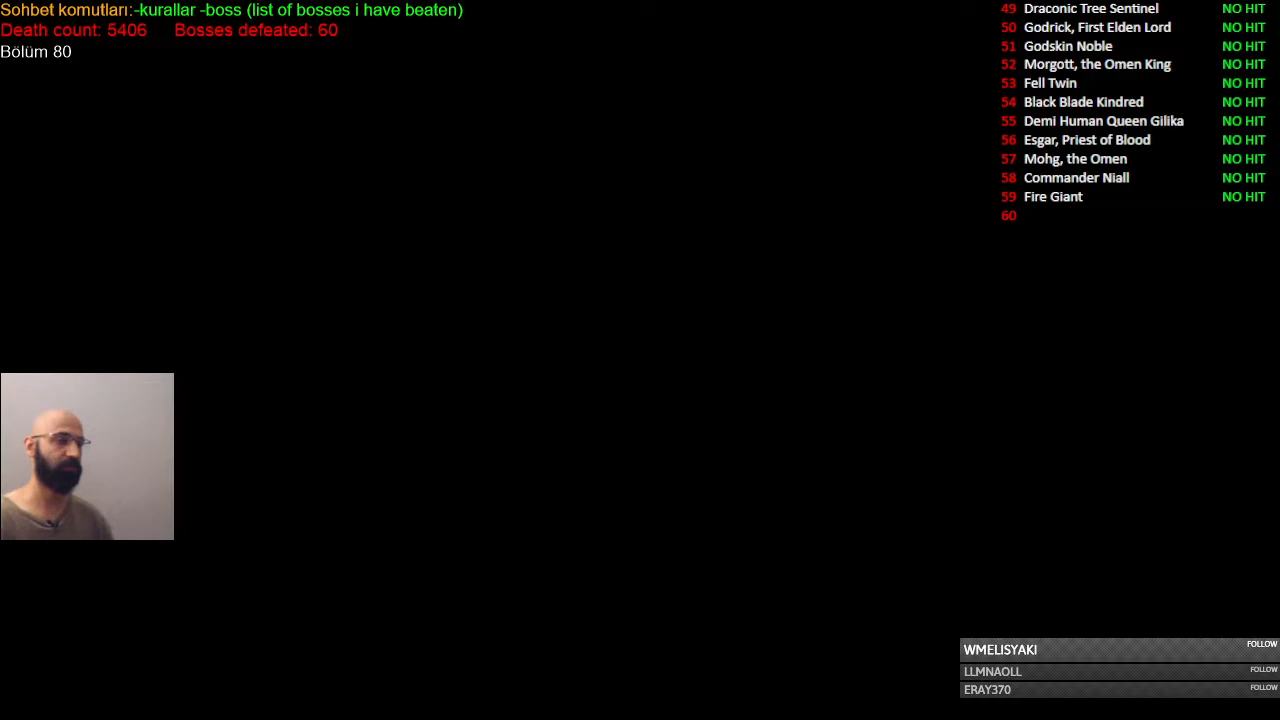 Sohbet komutları:-kurallar -boss (list of bosses i have beaten)
Death count: 5406 Bosses defeated: 60
Bölüm 80
49 Draconic Tree Sentinel NO HIT
50 Godrick, First Elden Lord NO HIT
51 Godskin Noble NO HIT
52 Morgott, the Omen King NO HIT
53 Fell Twin NO HIT
54 Black Blade Kindred NO HIT
55 Demi Human Queen Gilika NO HIT
56 Esgar, Priest of Blood NO HIT
57 Mohg, the Omen NO HIT
58 Commander Niall NO HIT
59 Fire Giant NO HIT
60
WMELISYAKI FOLLOW
LLMNAOLL FOLLOW
ERAY370 FOLLOW